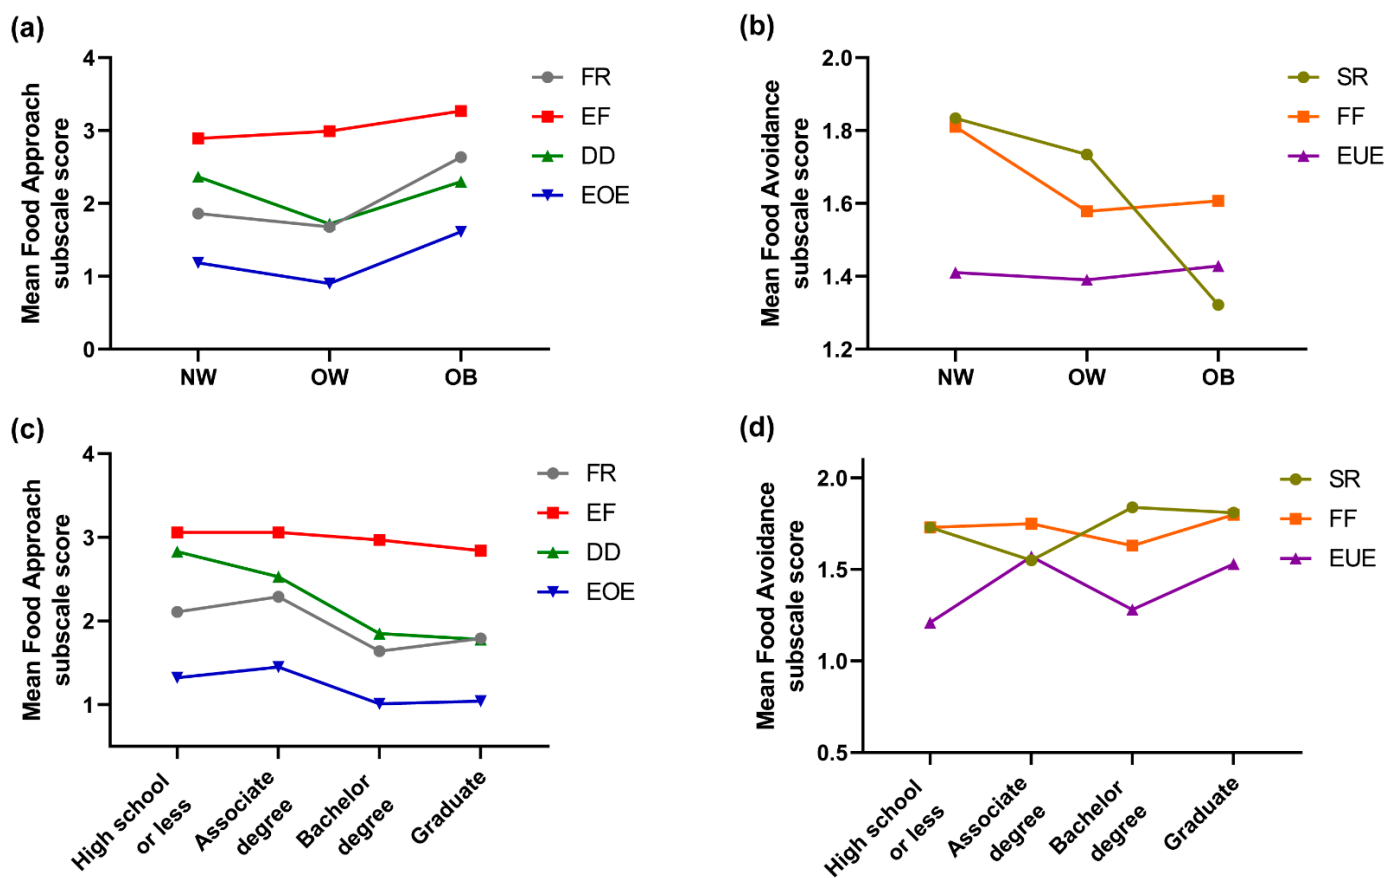 (a)
Mean Food Approach
subscale score
4
3
2
1
0
NW
OW
OB
FR
EF
DD
EOE
(b)
Mean Food Avoidance
subscale score
2.0
1.8
1.6
1.4
1.2
NW
OW
OB
SR
FF
EUE
(c)
Mean Food Approach
subscale score
4
3
2
1
High school
or less
Associate
degree
Bachelor
degree
Graduate
FR
EF
DD
EOE
(d)
Mean Food Avoidance
subscale score
2.0
1.5
1.0
0.5
High school
or less
Associate
degree
Bachelor
degree
Graduate
SR
FF
EUE